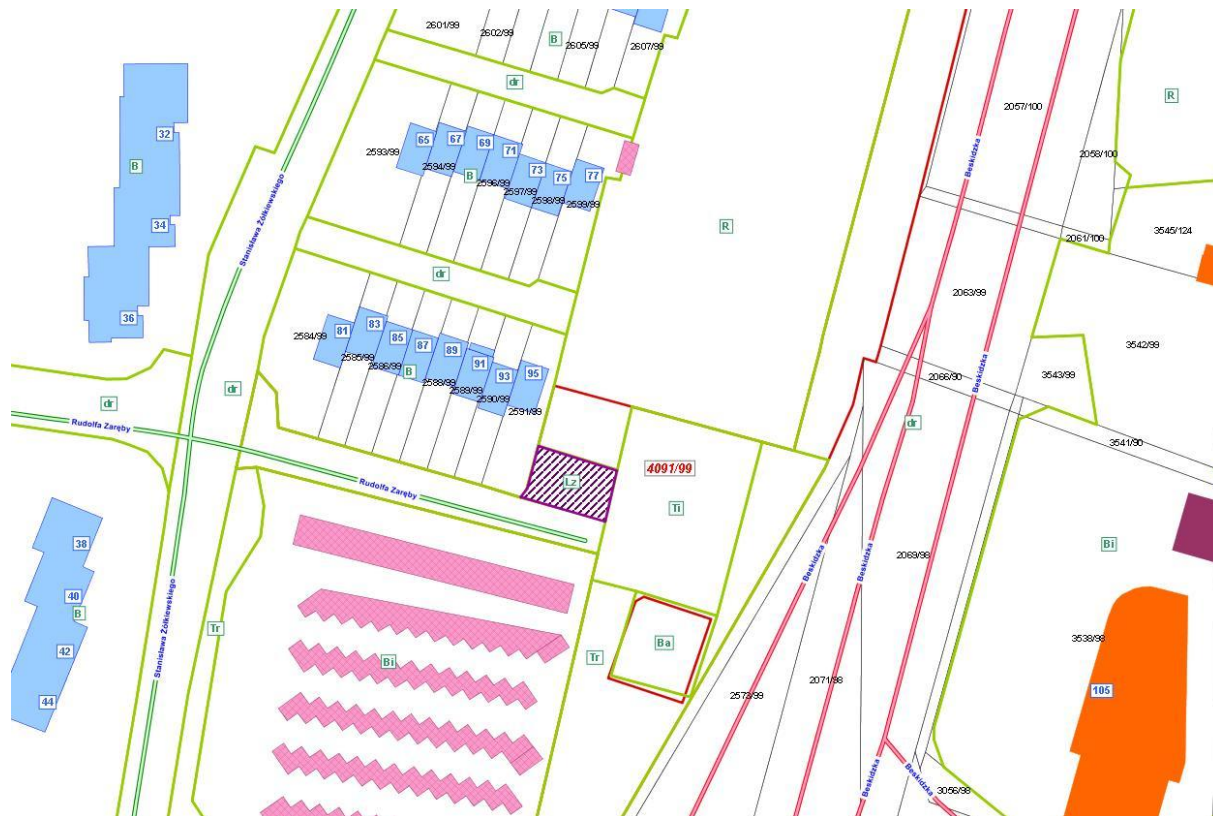 2601/99
2602/99
B
2605/99
2607/99
dr
R
2057/100
32
65
67
69
71
73
75
77
2593/99
2594/99
B
2596/99
2597/99
2598/99
2599/99
Beskidzka
2058/100
B
Stanisława Żółkiewskiego
34
R
3545/124
2061/100
dr
2063/99
36
81
83
85
87
89
91
93
95
2584/99
2585/99
2586/99
B
2588/99
2589/99
2590/99
2591/99
3542/99
Beskidzka
2066/90
3543/99
dr
dr
Rudolfa Zaręby
dr
3541/90
4091/99
Lz
Rudolfa Zaręby
Ti
38
Beskidzka
Beskidzka
2069/98
Bi
40
B
Stanisława Żółkiewskiego
Tr
42
Bi
Tr
Ba
3538/98
44
2573/99
2071/98
105
Beskidzka
Beskidzka
3056/98